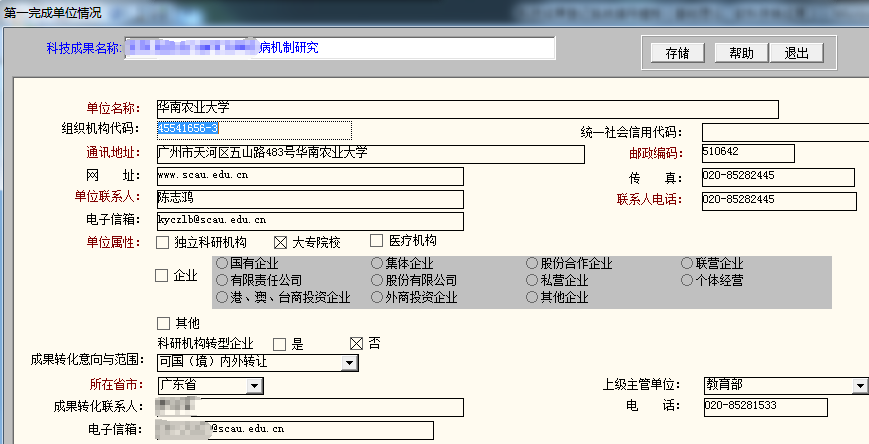 第一完成单位情况
科技成果名称: 病机制研究 存储 帮助 退出
单位名称： 华南农业大学
组织机构代码： 45541656-3 统一社会信用代码：
通讯地址： 广州市天河区五山路483号华南农业大学 邮政编码： 510642
网 址： www.scau.edu.cn 传 真： 020-85282445
单位联系人： 陈志鸿 联系人电话： 020-85282445
电子信箱： kyczlb@scau.edu.cn
单位属性： 独立科研机构 大专院校 医疗机构
企业 国有企业 集体企业 股份合作企业 联营企业
有限责任公司 股份有限公司 私营企业 个体经营
港、澳、台商投资企业 外商投资企业 其他企业
其他
科研机构转型企业 是 否
成果转化意向与范围： 可国（境）内外转让
所在省市： 广东省 上级主管单位： 教育部
成果转化联系人： 电 话： 020-85281533
电子信箱： @scau.edu.cn